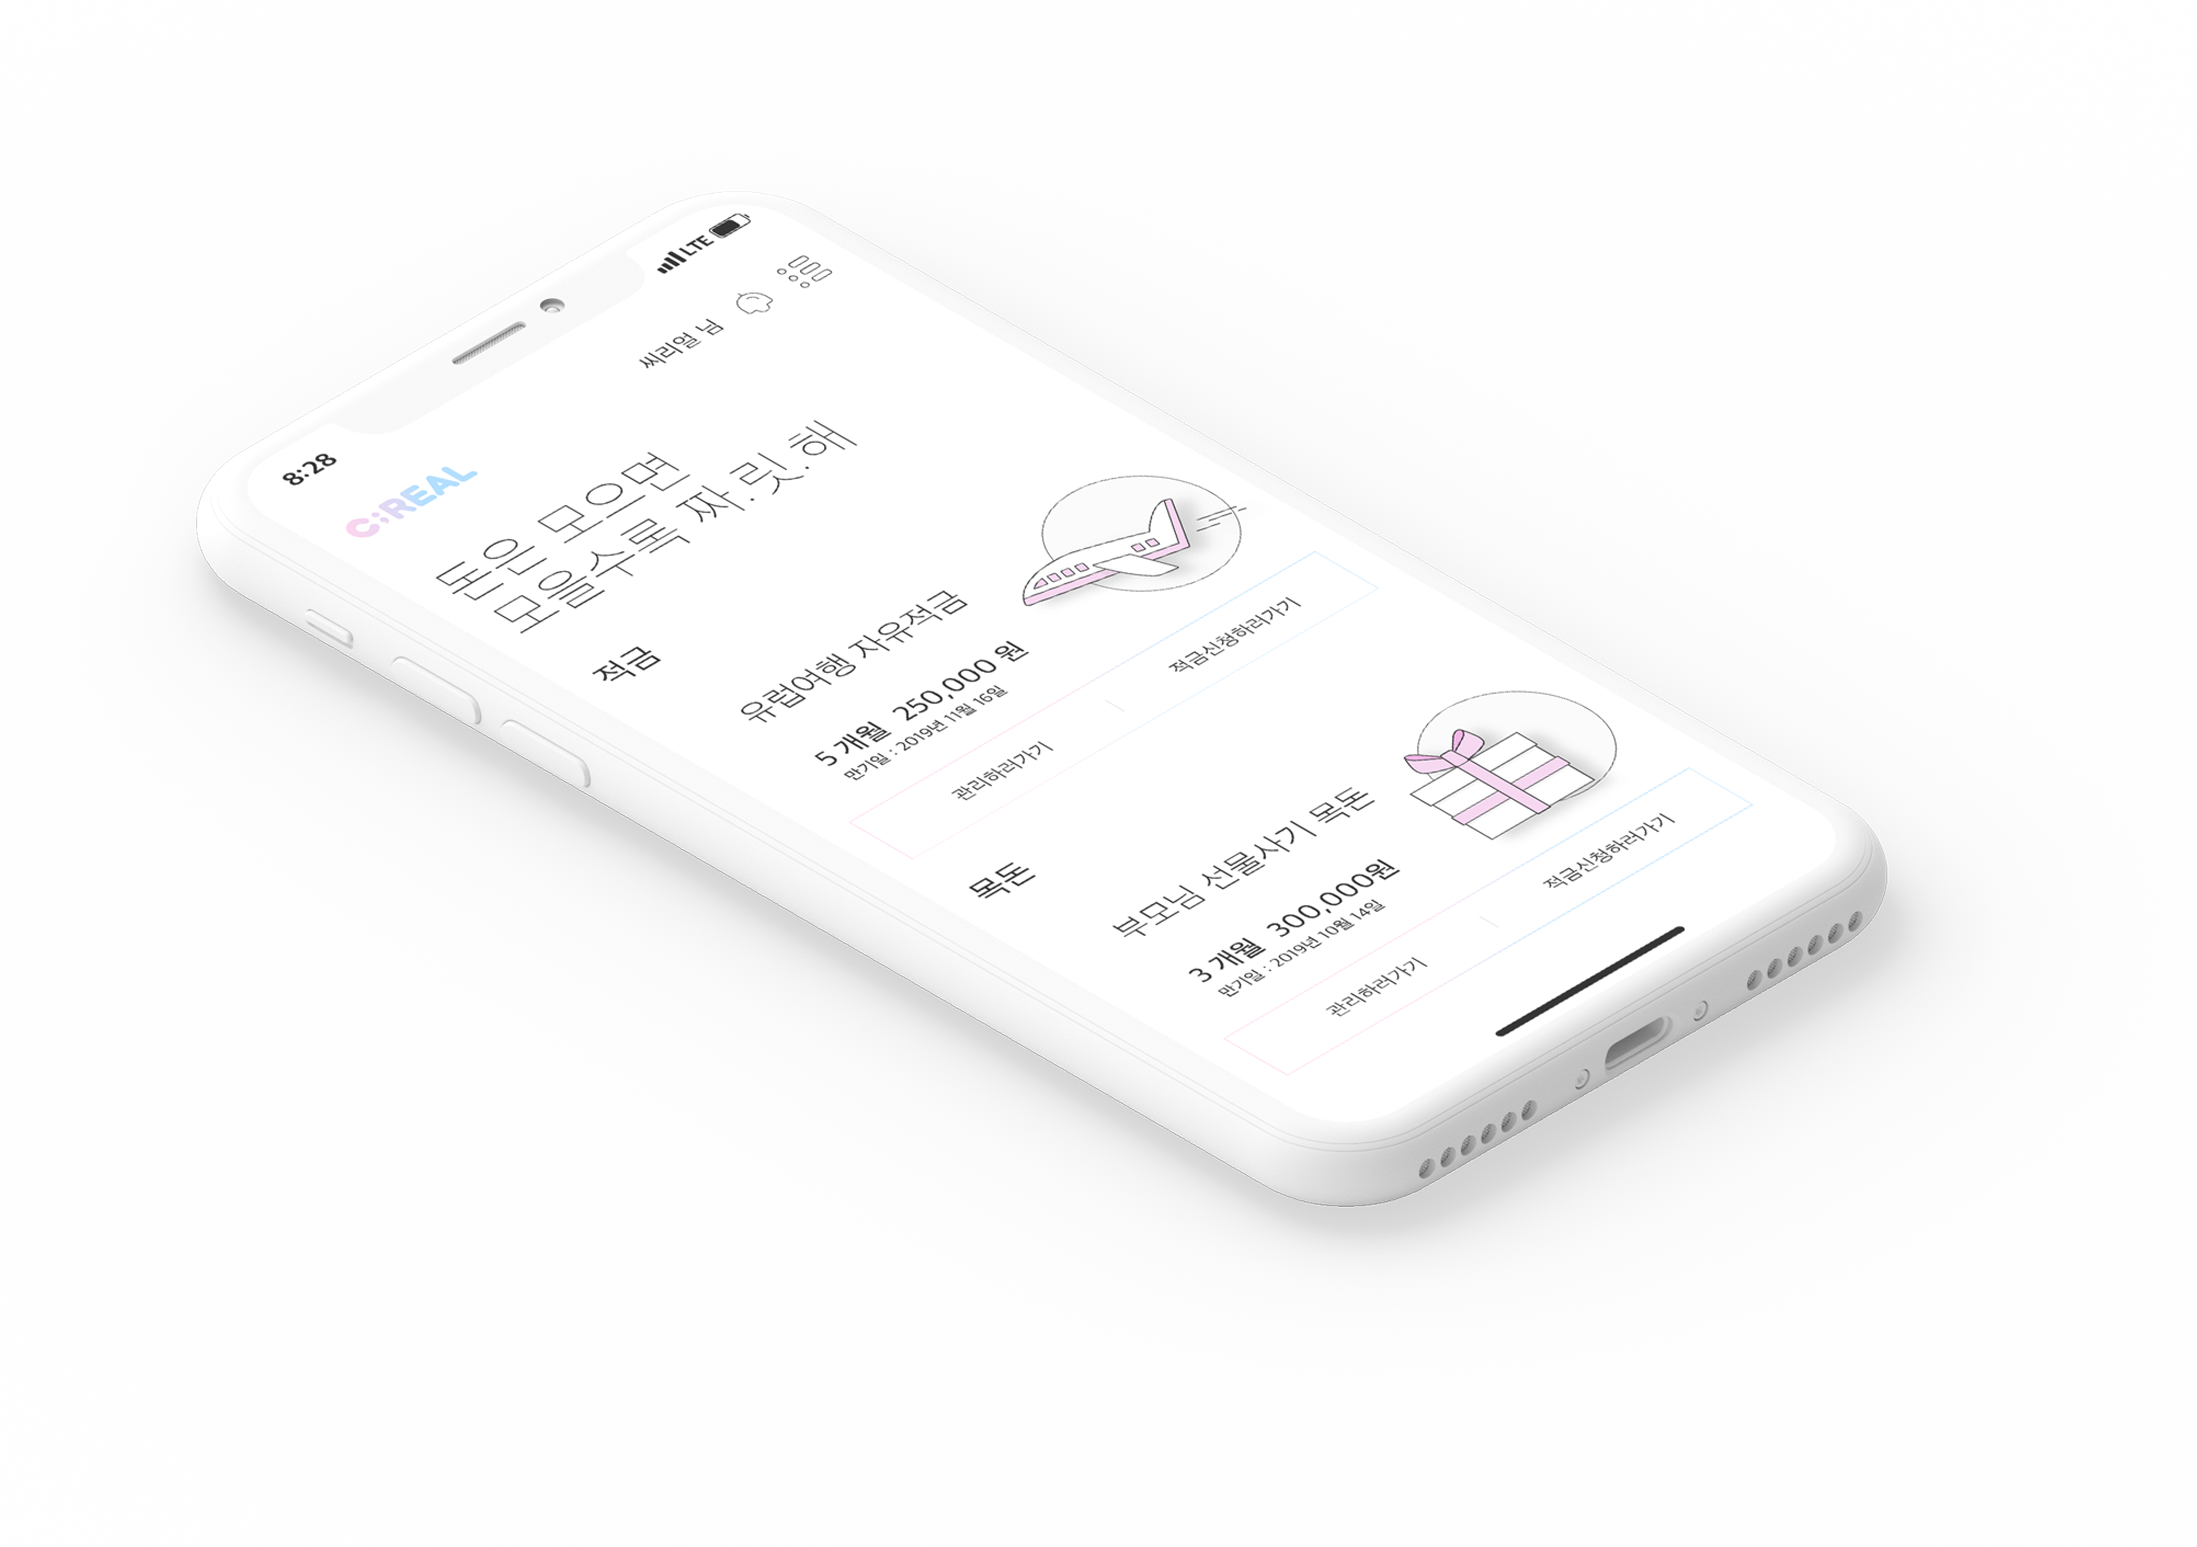 8:28
LTE
C;REAL
씨리얼 님
돈은 모으면
모을수록 짜.릿.해
적금
유럽여행 자유적금
5 개월 250,000 원
만기일 : 2019년 11월 16일
관리하러가기
적금신청하러가기
목돈
부모님 선물사기 목돈
3 개월 300,000원
만기일 : 2019년 10월 14일
관리하러가기
적금신청하러가기